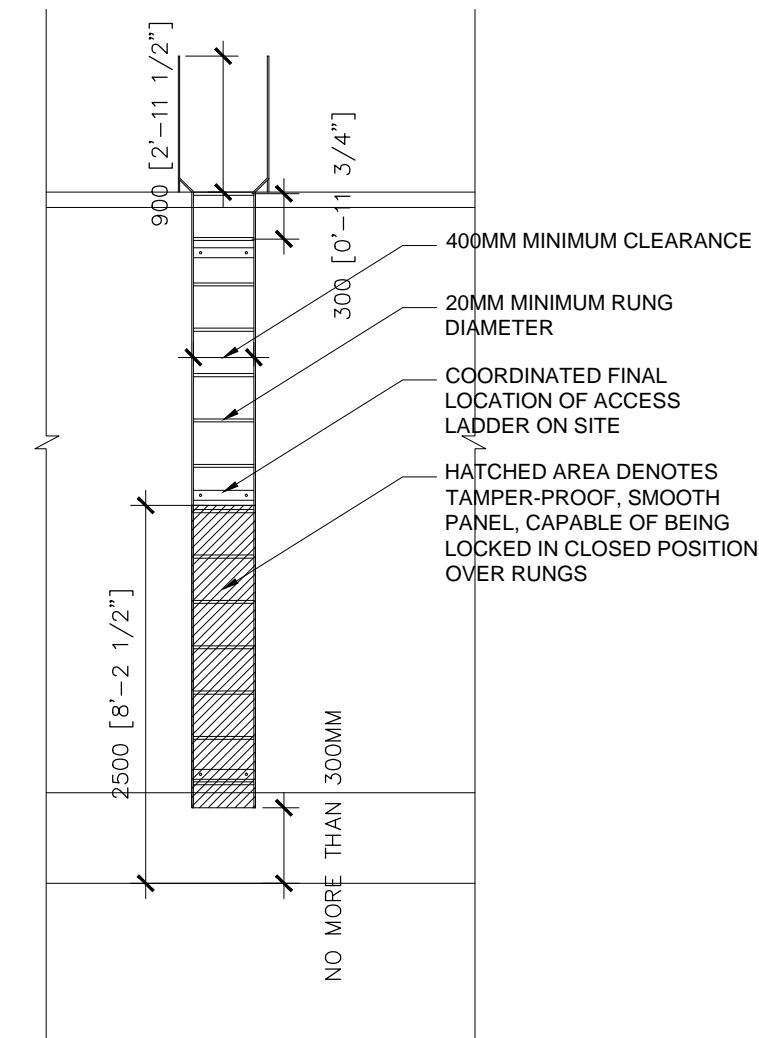 900 [2'-11 1/2"]
300 [0'-11 3/4"]
400MM MINIMUM CLEARANCE
20MM MINIMUM RUNG
DIAMETER
COORDINATED FINAL
LOCATION OF ACCESS
LADDER ON SITE
HATCHED AREA DENOTES
TAMPER-PROOF, SMOOTH
PANEL, CAPABLE OF BEING
LOCKED IN CLOSED POSITION
OVER RUNGS
2500 [8'-2 1/2"]
NO MORE THAN 300MM